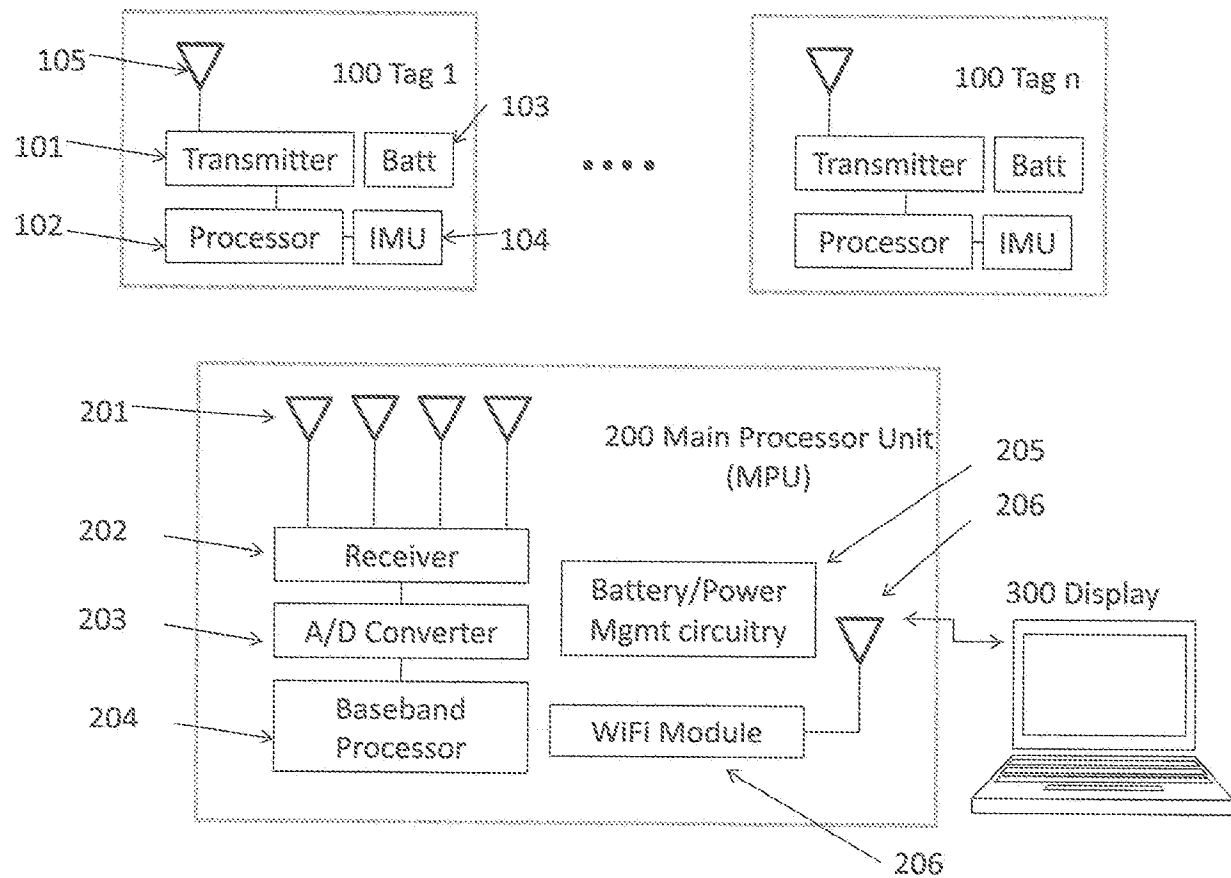 105
100 Tag 1
103
101
Transmitter
Batt
102
Processor
IMU
104
....
100 Tag n
Transmitter
Batt
Processor
IMU
201
200 Main Processor Unit
(MPU)
205
206
202
Receiver
Battery/Power
Mgmt circuitry
203
A/D Converter
300 Display
204
Baseband
Processor
WiFi Module
206